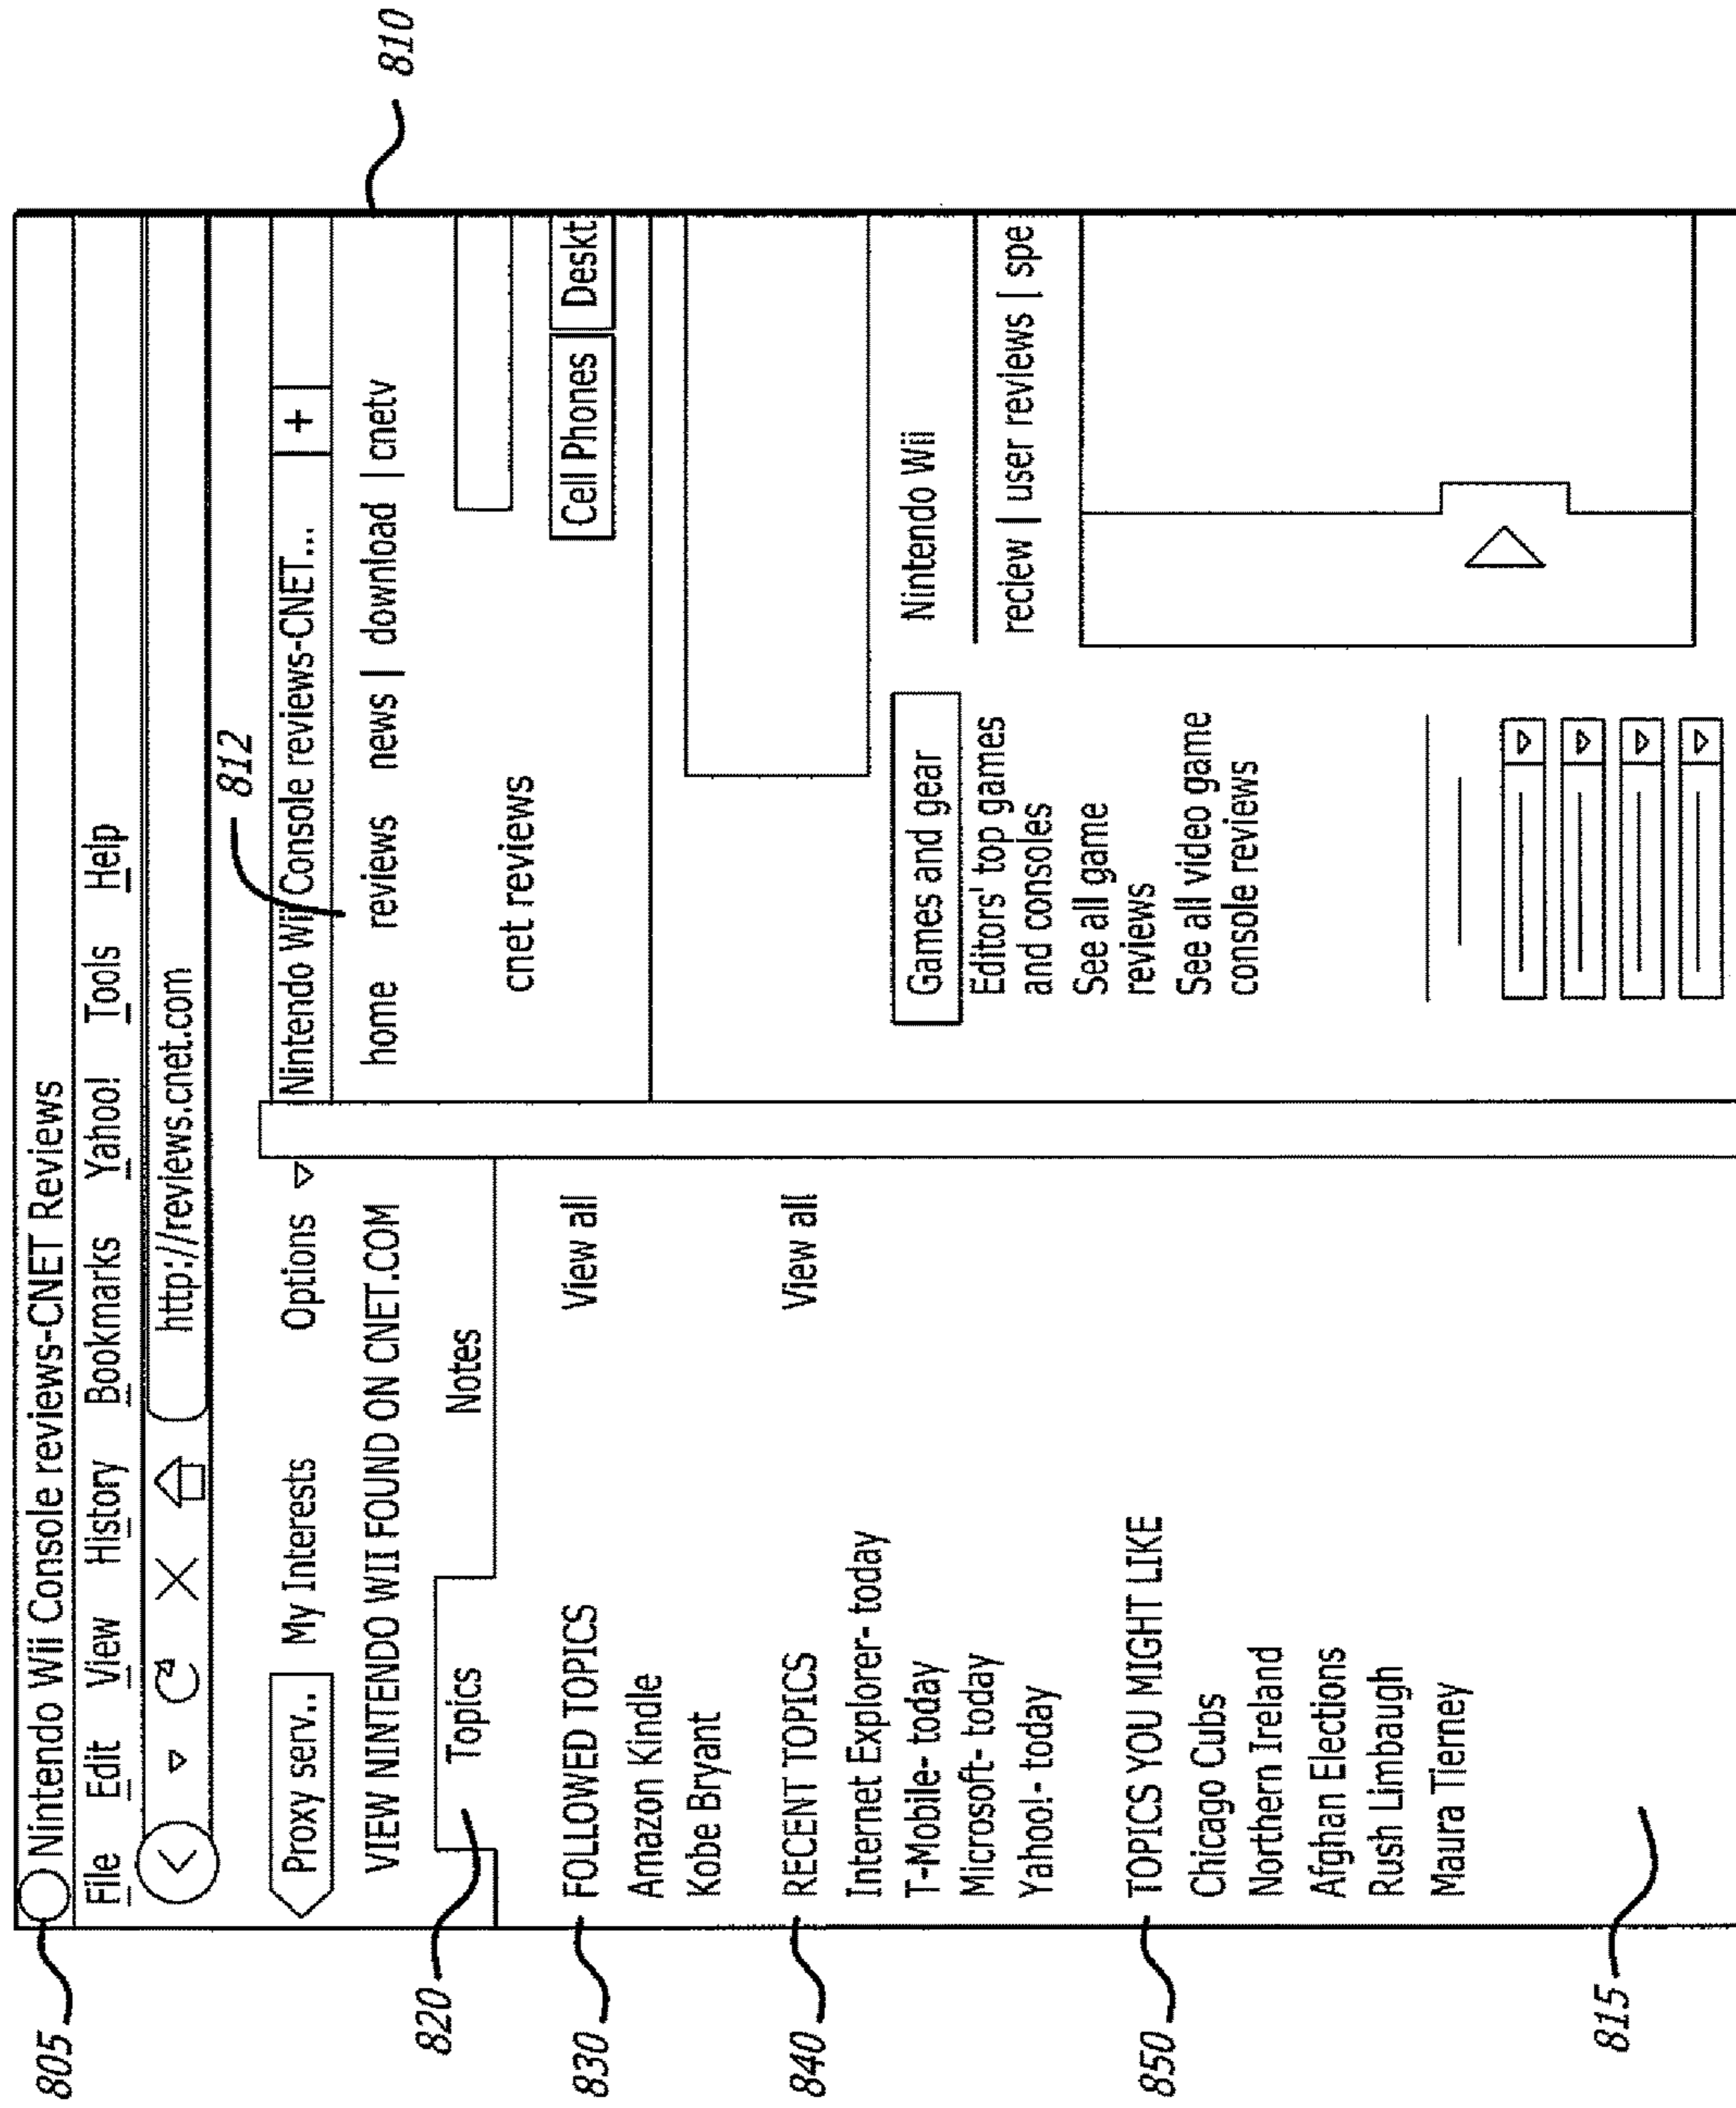 805
Nintendo Wii Console reviews-CNET Reviews
File Edit View History Bookmarks Yahoo! Tools Help
http://reviews.cnet.com
812
810
Proxy serv.. My Interests Options
VIEW NINTENDO WII FOUND ON CNET.COM
820
Topics Notes
830
FOLLOWED TOPICS View all
Amazon Kindle
Kobe Bryant
840
RECENT TOPICS View all
Internet Explorer- today
T-Mobile- today
Microsoft- today
Yahoo!- today
850
TOPICS YOU MIGHT LIKE
Chicago Cubs
Northern Ireland
Afghan Elections
Rush Limbaugh
Maura Tierney
815
Nintendo Wii Console reviews-CNET... +
home reviews news | download | cnetv
cnet reviews
Cell Phones Deskt
Games and gear
Editors' top games
and consoles
See all game
reviews
See all video game
console reviews
Nintendo Wii
reciew | user reviews | spe